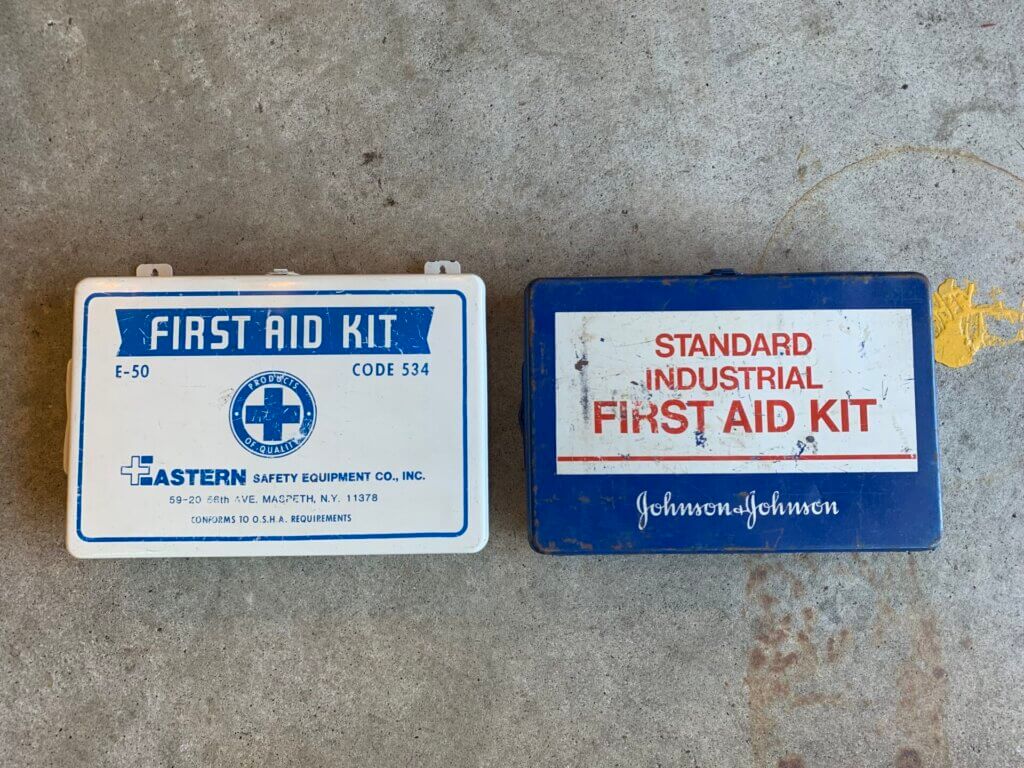 FIRST AID KIT
E-50 CODE 534
PRODUCTS
OF QUALITY
EASTERN SAFETY EQUIPMENT CO., INC.
59-20 56th AVE. MASPETH, N.Y. 11378
CONFORMS TO O.S.H.A. REQUIREMENTS
STANDARD
INDUSTRIAL
FIRST AID KIT
Johnson & Johnson